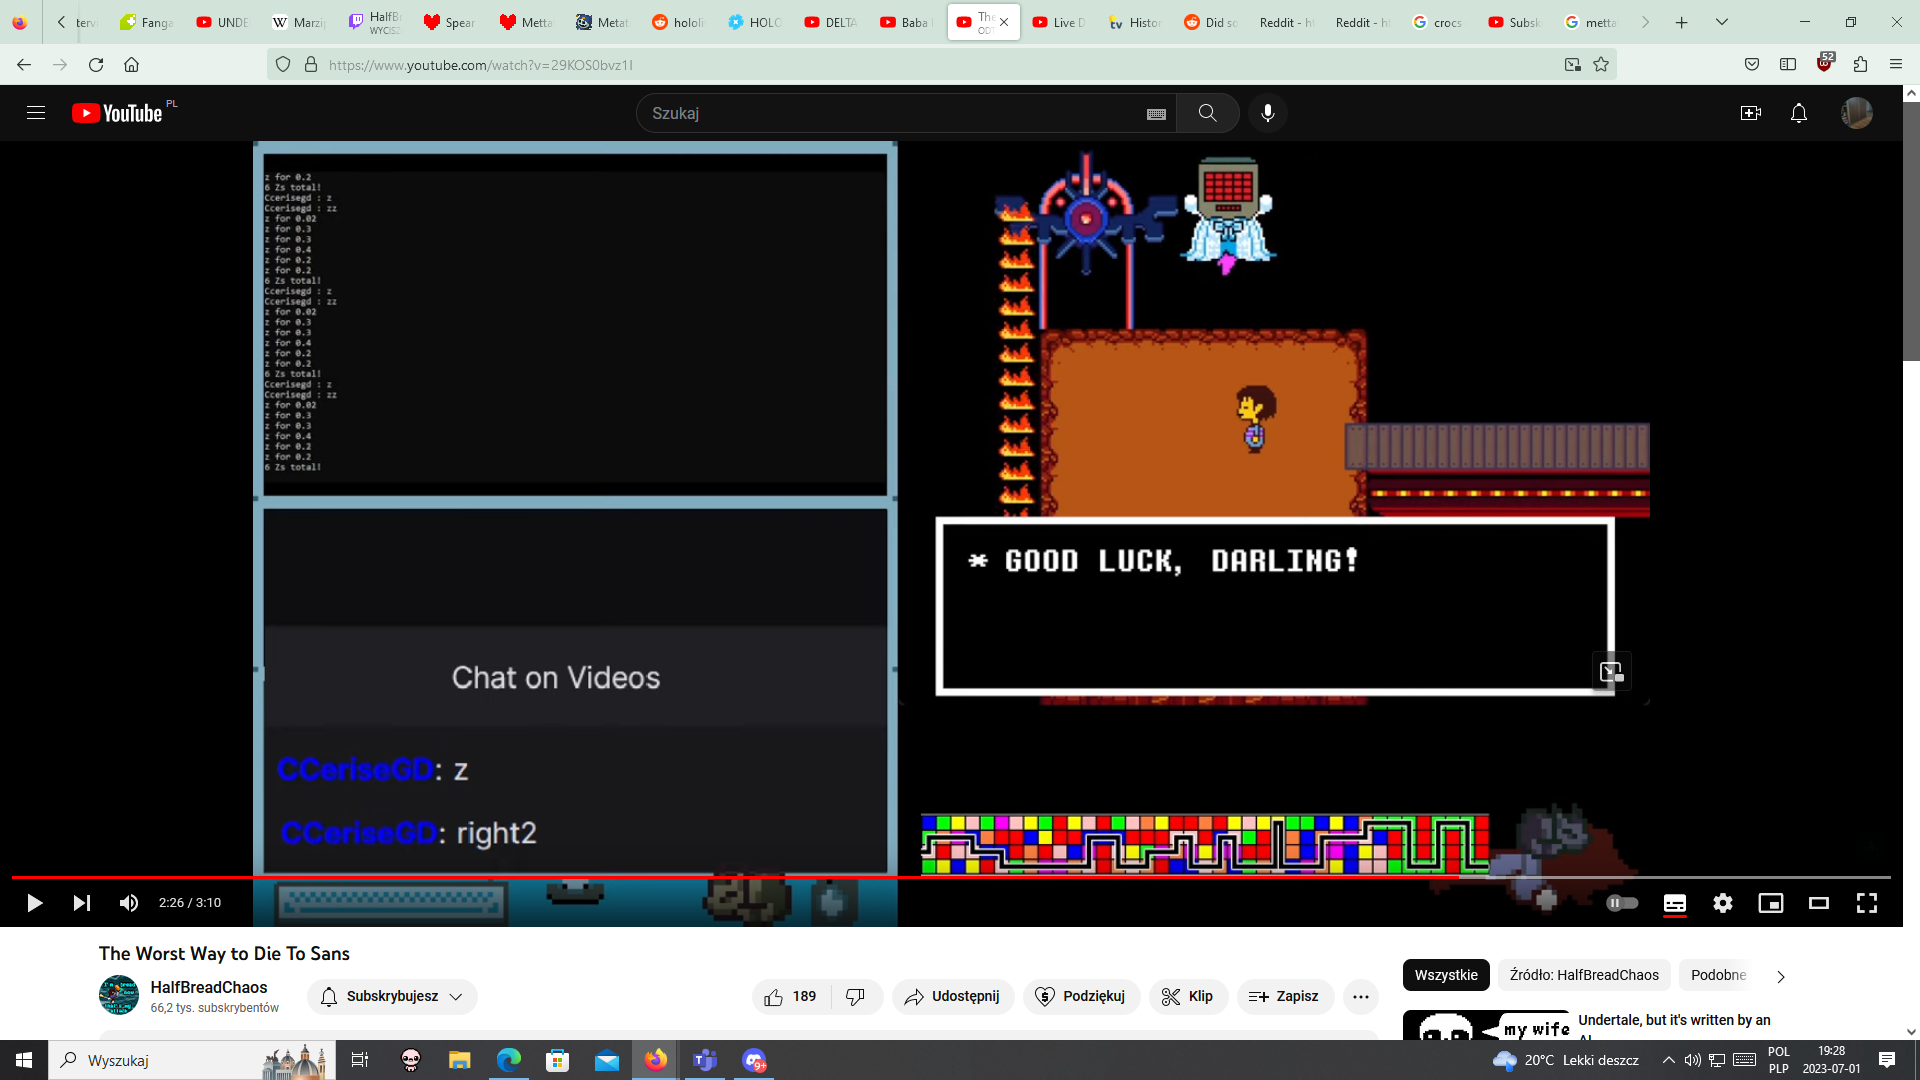 Fanga
UNDE
Marzip
HalfBr
WYCISZ
Spear
Metta
Metat
hololi
HOLO
DELTA
Baba
The
Live D
Histor
Did so
Reddit - h
Reddit - h
crocs
Subsk
metta
https://www.youtube.com/watch?v=29KOS0bvz1I
52
YouTube PL
Szukaj
z for 0.2
6 Zs total!
Ccerisegd : z
Ccerisegd : zz
z for 0.02
z for 0.3
z for 0.3
z for 0.4
z for 0.2
z for 0.2
6 Zs total!
Ccerisegd : z
Ccerisegd : zz
z for 0.02
z for 0.3
z for 0.3
z for 0.4
z for 0.2
z for 0.2
6 Zs total!
Ccerisegd : z
Ccerisegd : zz
z for 0.02
z for 0.3
z for 0.3
z for 0.4
z for 0.2
z for 0.2
6 Zs total!
* GOOD LUCK, DARLING!
Chat on Videos
CCeriseGD: z
CCeriseGD: right2
2:26 / 3:10
The Worst Way to Die To Sans
HalfBreadChaos
66,2 tys. subskrybentów
Subskrybujesz
189
Udostępnij
Podziękuj
Klip
Zapisz
Wszystkie
Źródło: HalfBreadChaos
Podobne
my wife
Undertale, but it's written by an
Wyszukaj
9+
20°C Lekki deszcz
POL
PLP
19:28
2023-07-01